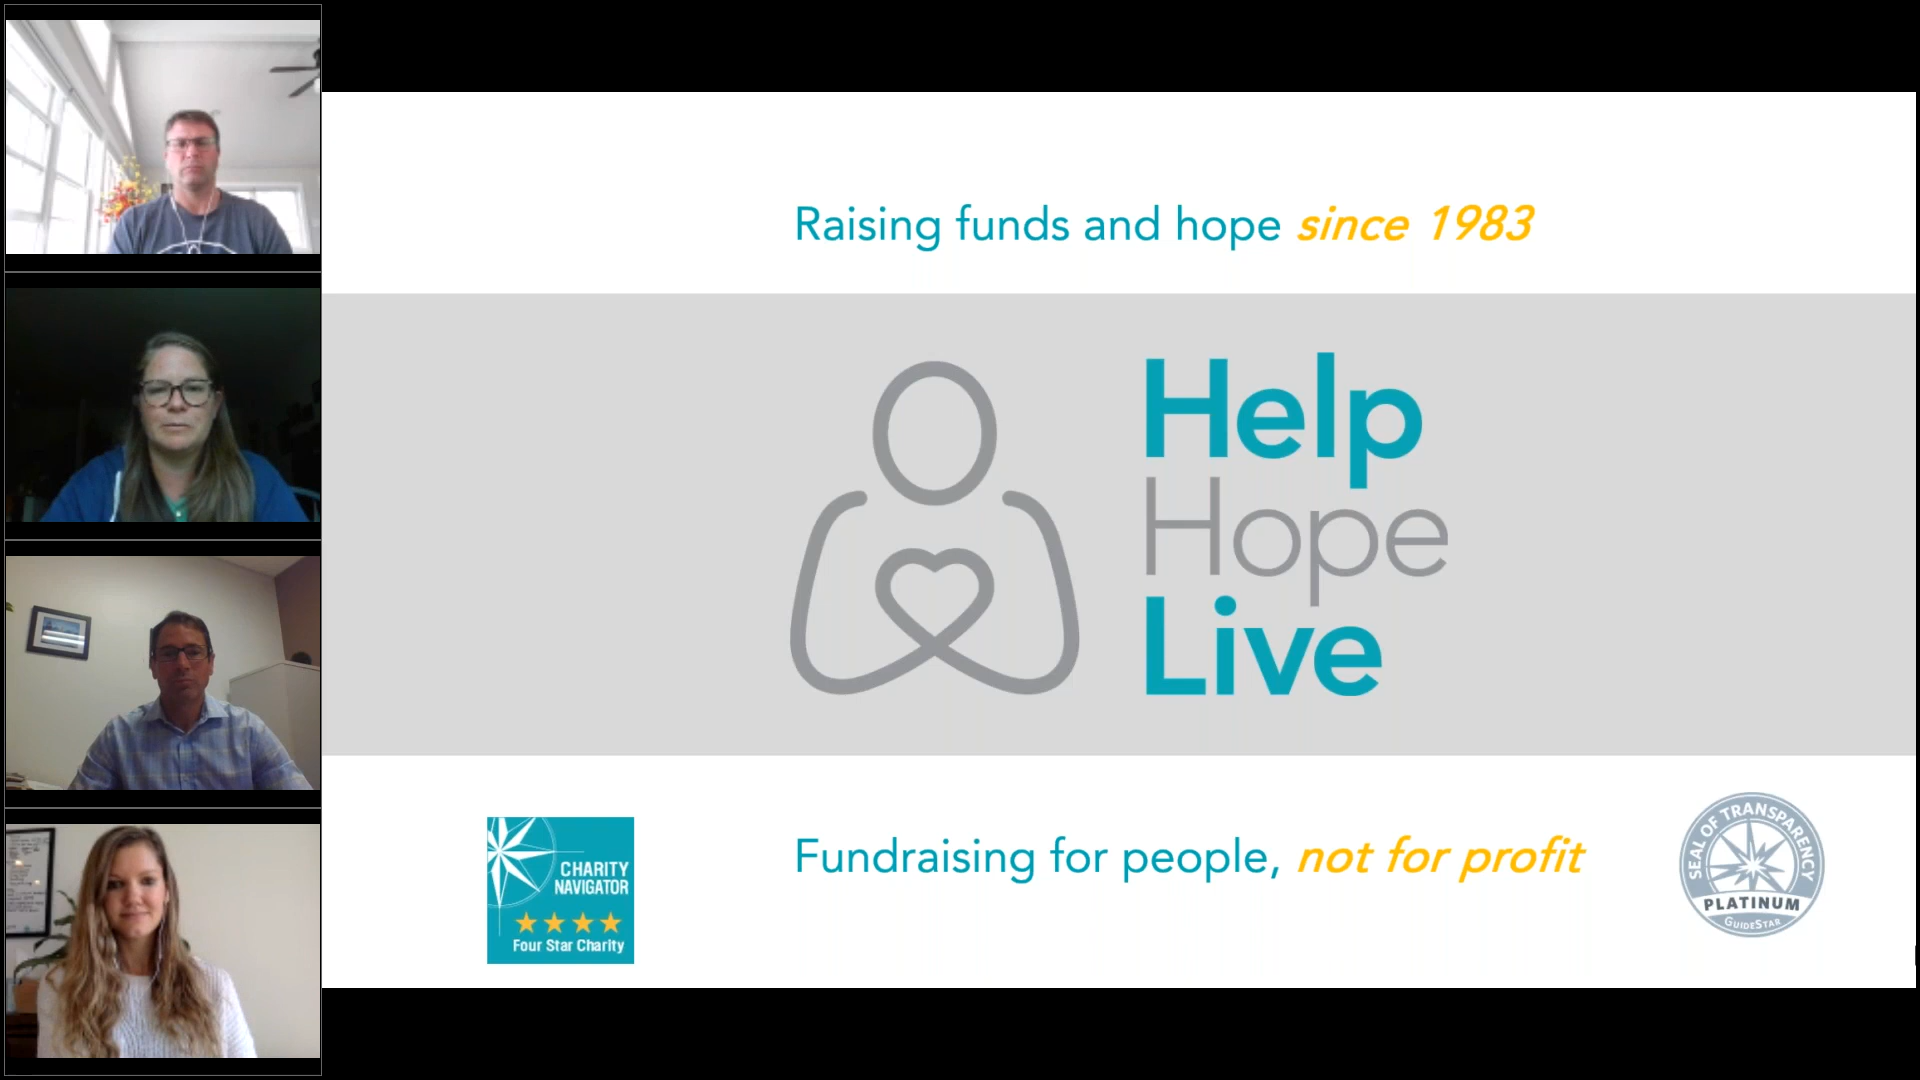 Raising funds and hope since 1983
Help
Hope
Live
Fundraising for people, not for profit
CHARITY
NAVIGATOR
Four Star Charity
SEAL OF TRANSPARENCY
PLATINUM
GUIDESTAR